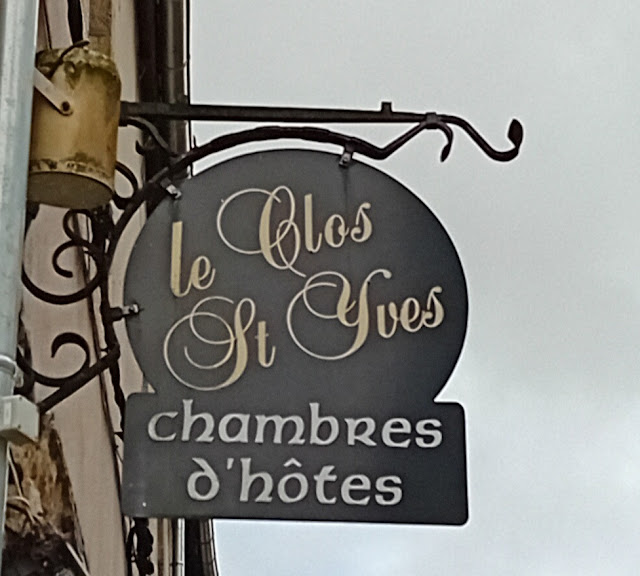 le Clos
St Yves
chambres
d'hôtes